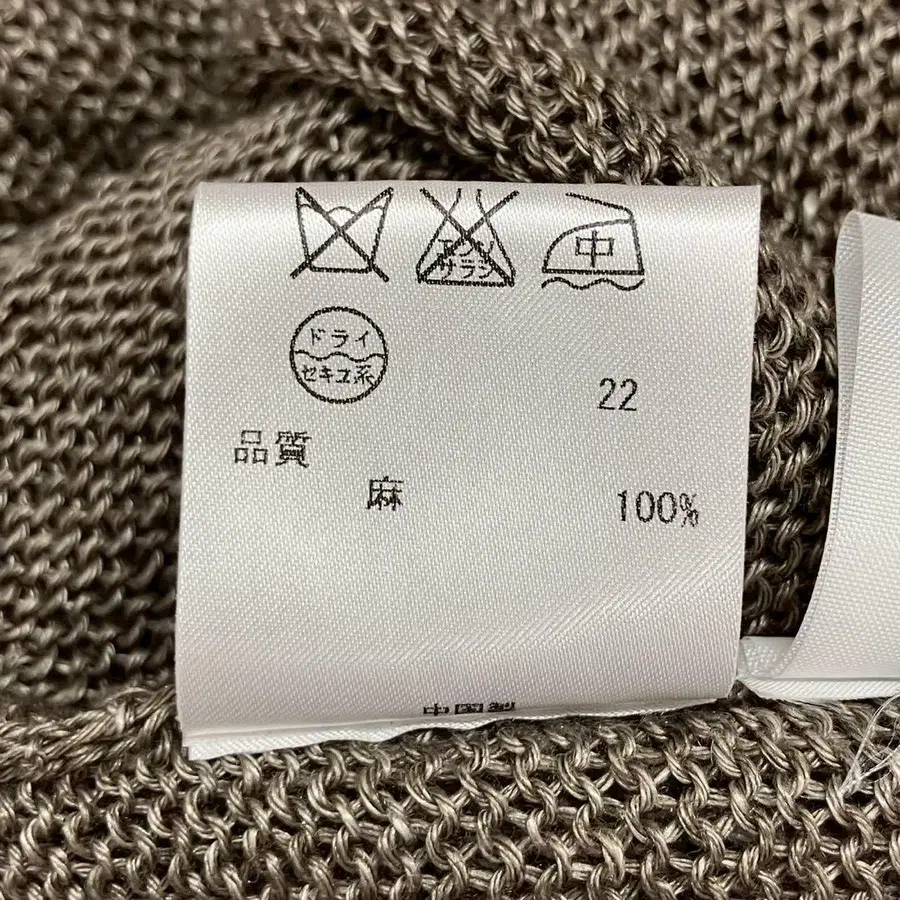 エンソ
サラシ
中
ドライ
セキユ系
22
品質
麻 100%
中国製